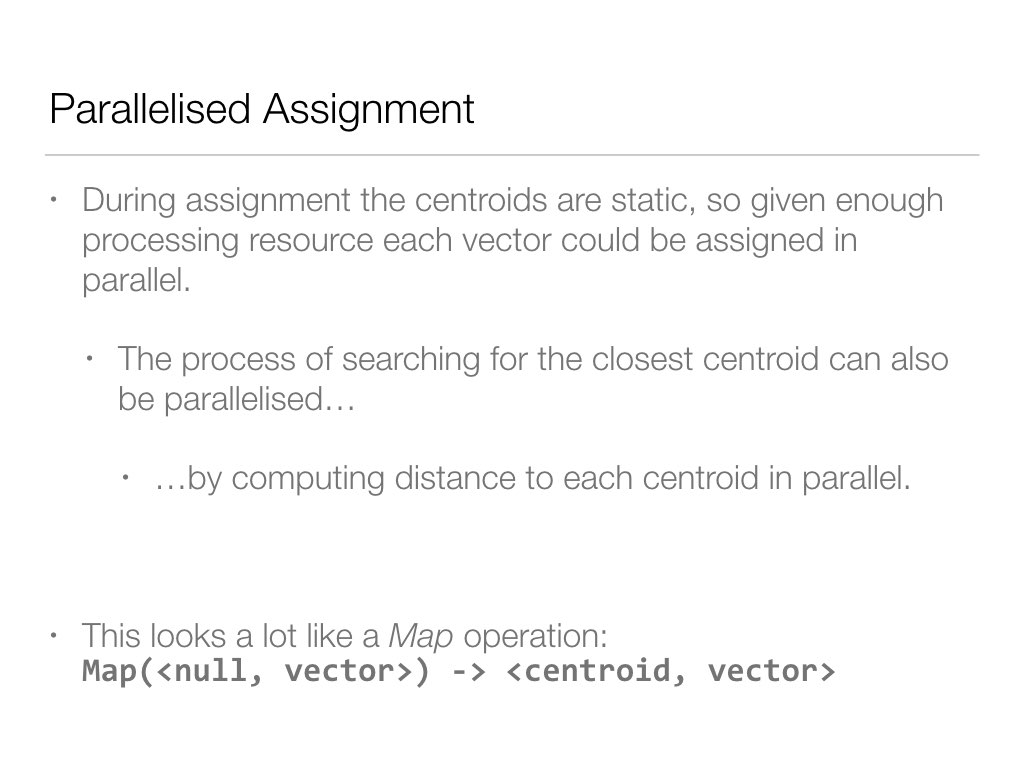 Parallelised Assignment
• During assignment the centroids are static, so given enough
processing resource each vector could be assigned in
parallel.
• The process of searching for the closest centroid can also
be parallelised…
• …by computing distance to each centroid in parallel.
• This looks a lot like a Map operation:
Map(<null, vector>) -> <centroid, vector>